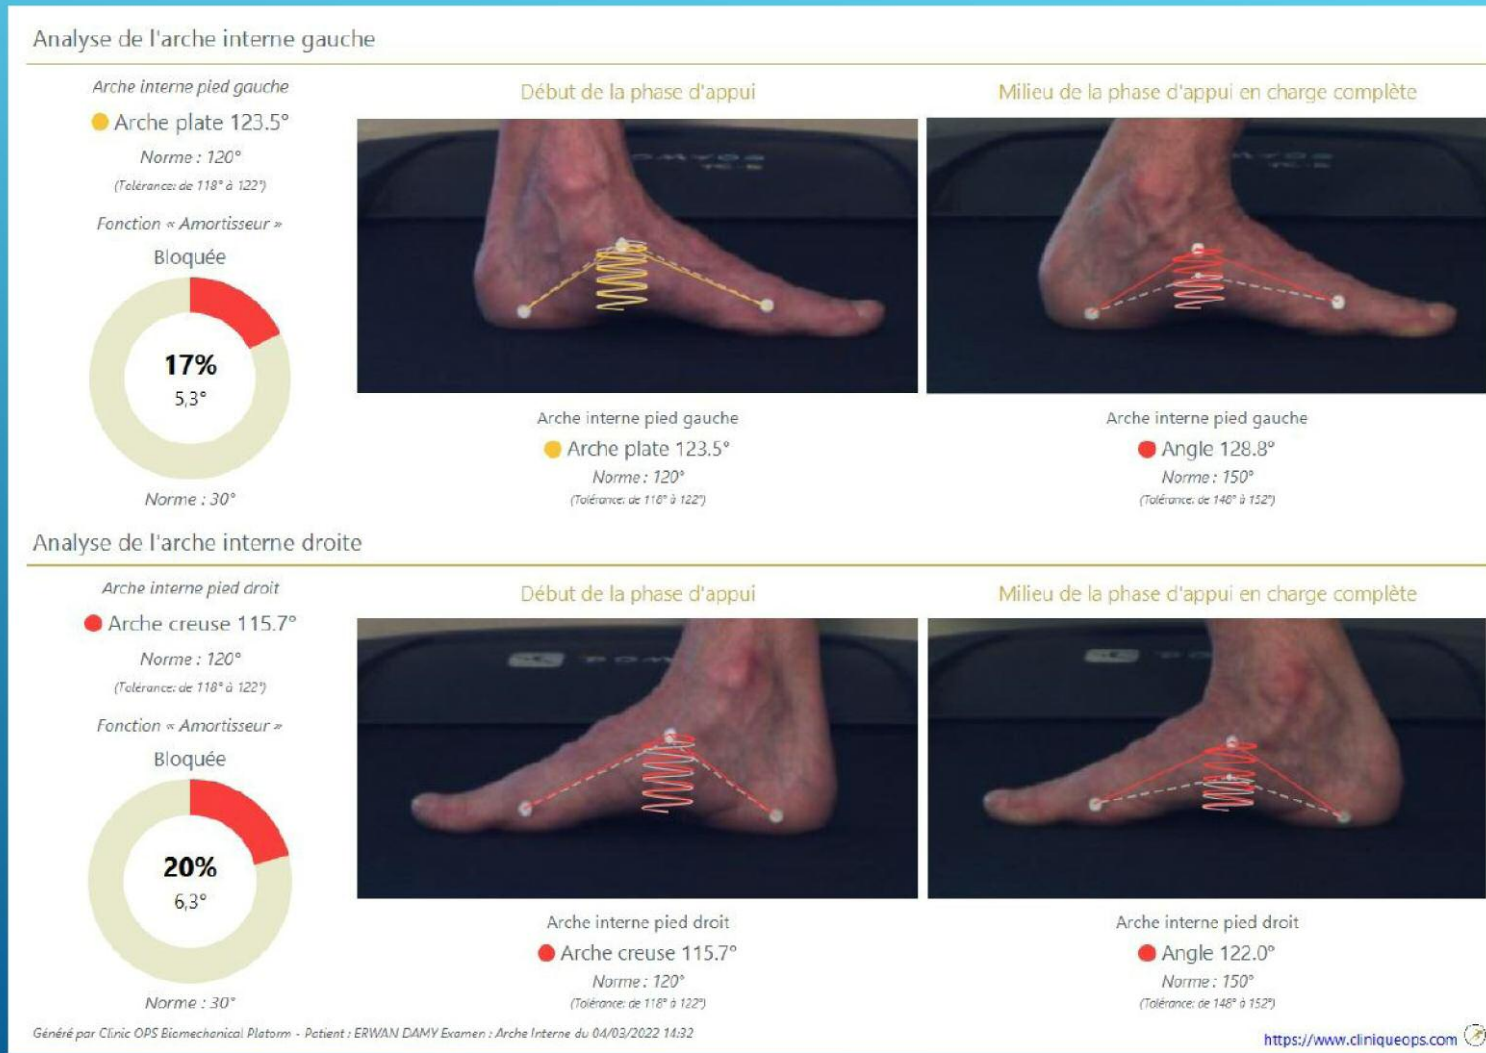 Analyse de l'arche interne gauche
Arche interne pied gauche
Arche plate 123.5°
Norme : 120°
(Tolérance: de 118° à 122°)
Fonction « Amortisseur »
Bloquée
17%
5,3°
Norme : 30°
Début de la phase d'appui
Arche interne pied gauche
Arche plate 123.5°
Norme : 120°
(Tolérance: de 118° à 122°)
Milieu de la phase d'appui en charge complète
Arche interne pied gauche
Angle 128.8°
Norme : 150°
(Tolérance: de 148° à 152°)
Analyse de l'arche interne droite
Arche interne pied droit
Arche creuse 115.7°
Norme : 120°
(Tolérance: de 118° à 122°)
Fonction « Amortisseur »
Bloquée
20%
6,3°
Norme : 30°
Début de la phase d'appui
Arche interne pied droit
Arche creuse 115.7°
Norme : 120°
(Tolérance: de 118° à 122°)
Milieu de la phase d'appui en charge complète
Arche interne pied droit
Angle 122.0°
Norme : 150°
(Tolérance: de 148° à 152°)
Généré par Clinic OPS Biomechanical Platorm - Patient : ERWAN DAMY Examen : Arche Interne du 04/03/2022 14:32
https://www.cliniqueops.com